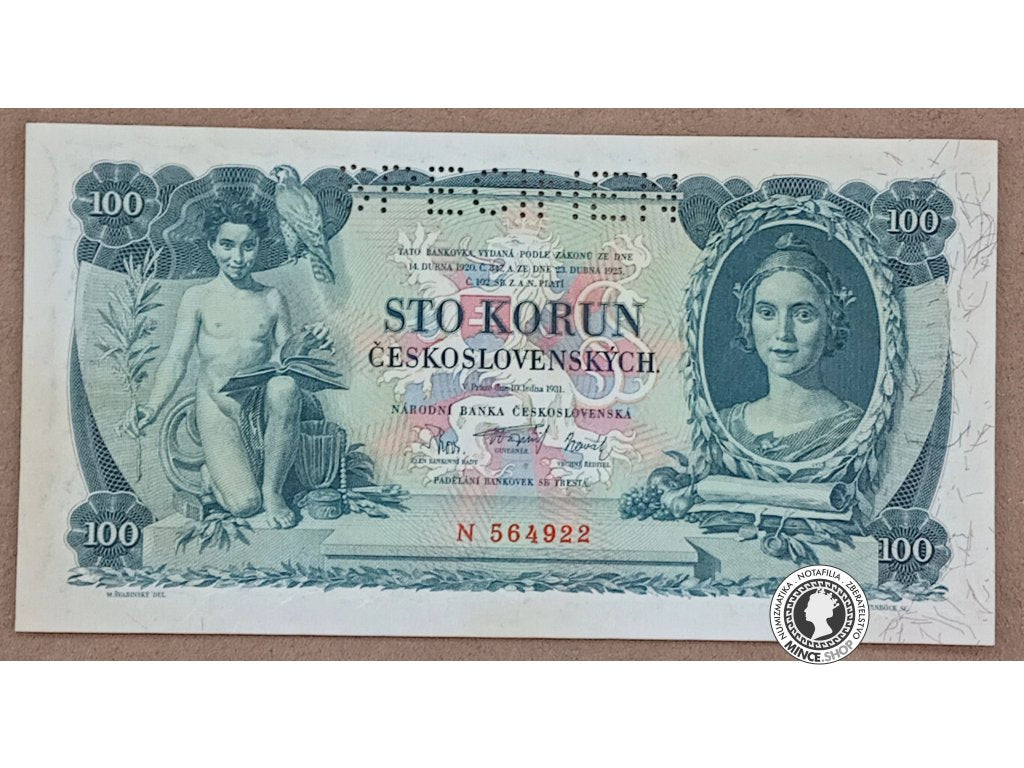 SPECIMEN
100
100
TATO BANKOVKA, VYDANÁ PODLE ZÁKONŮ ZE DNE
14. DUBNA 1920, Č. 347, A ZE DNE 23. DUBNA 1925,
Č. 102 SB. Z. A N., PLATÍ
STO KORUN
ČESKOSLOVENSKÝCH.
V Praze dne 10. ledna 1931.
NÁRODNÍ BANKA ČESKOSLOVENSKÁ
GUVERNÉR
ČLEN BANKOVNÍ RADY
VRCHNÍ ŘEDITEL
PADĚLÁNÍ BANKOVEK SE TRESTÁ.
N 564922
100
100
M. ŠVABINSKÝ DEL.
NUMIZMATIKA . NOTAFILIA . ZBERATEĽSTVO
MINCE.SHOP